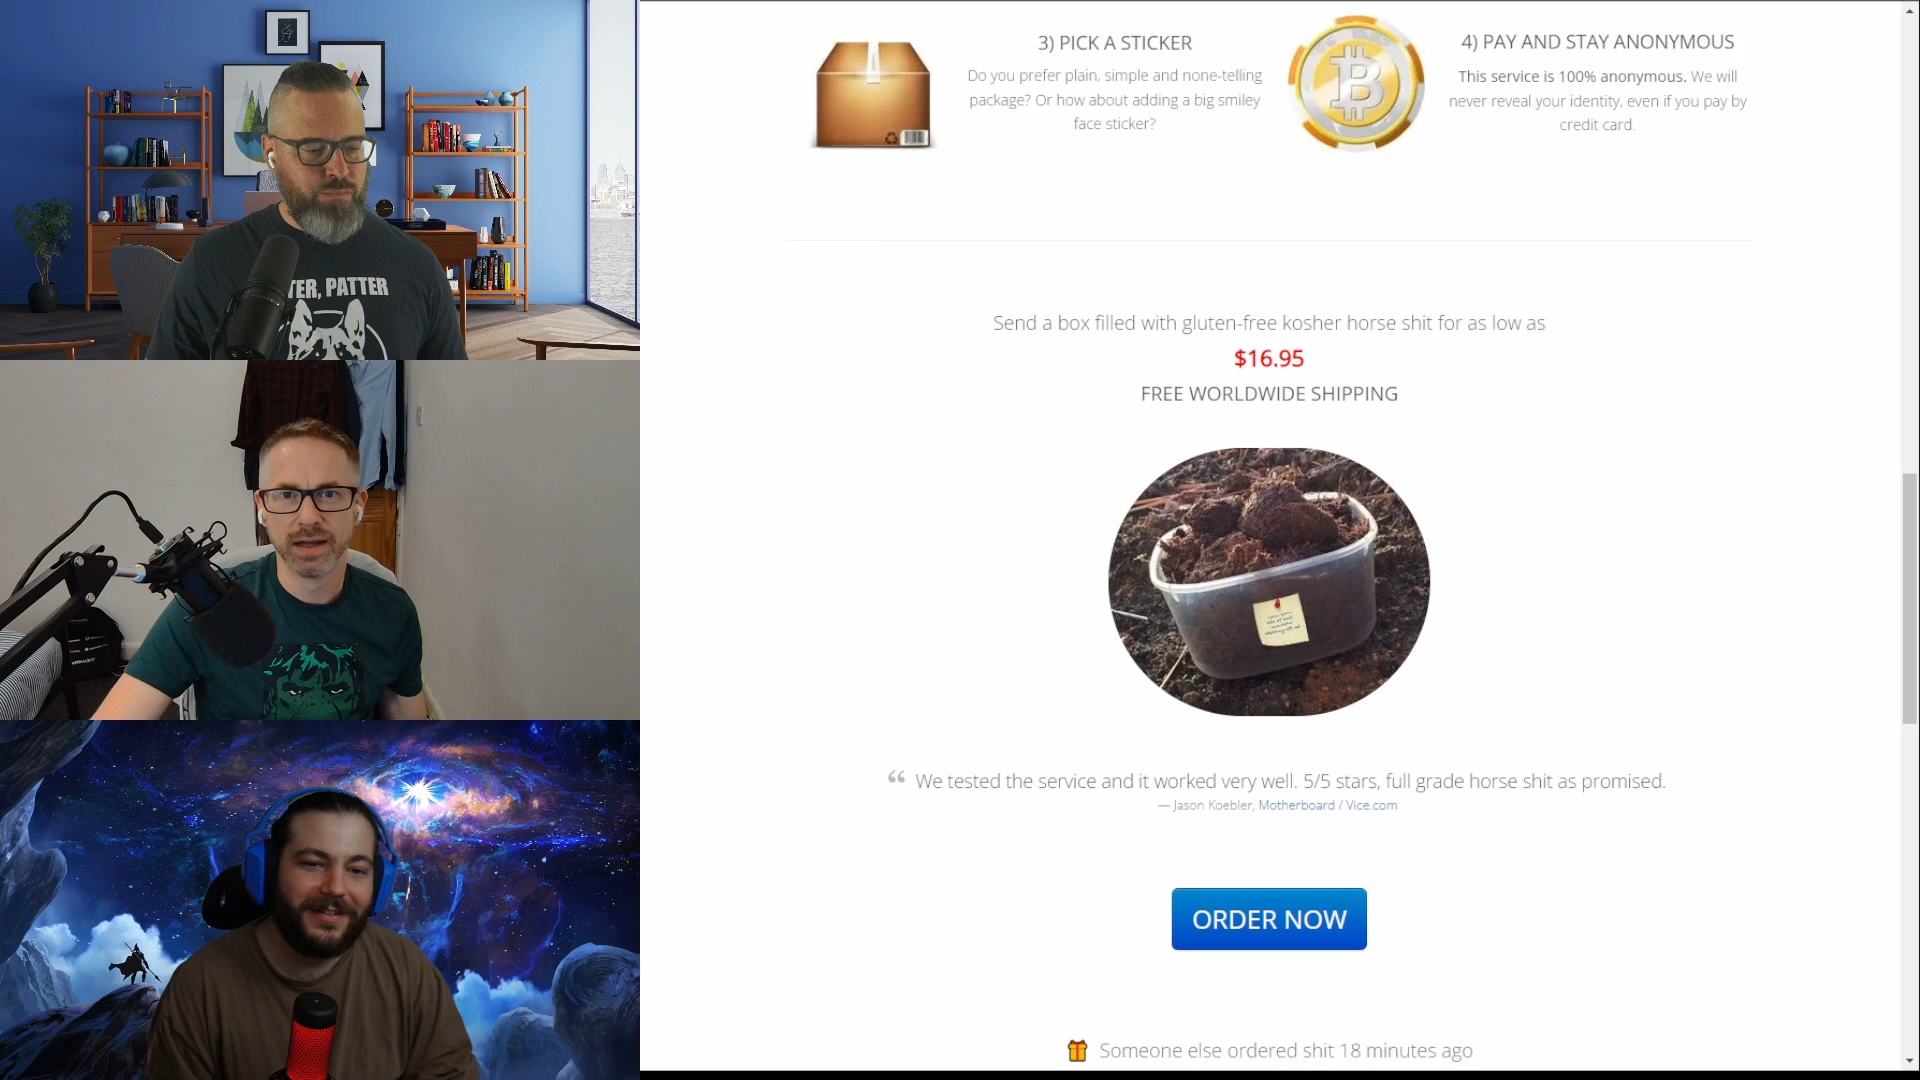 TER, PATTER
3) PICK A STICKER
Do you prefer plain, simple and none-telling
package? Or how about adding a big smiley
face sticker?
4) PAY AND STAY ANONYMOUS
This service is 100% anonymous. We will
never reveal your identity, even if you pay by
credit card.
Send a box filled with gluten-free kosher horse shit for as low as
$16.95
FREE WORLDWIDE SHIPPING
“ We tested the service and it worked very well. 5/5 stars, full grade horse shit as promised.
— Jason Koebler, Motherboard / Vice.com
ORDER NOW
Someone else ordered shit 18 minutes ago